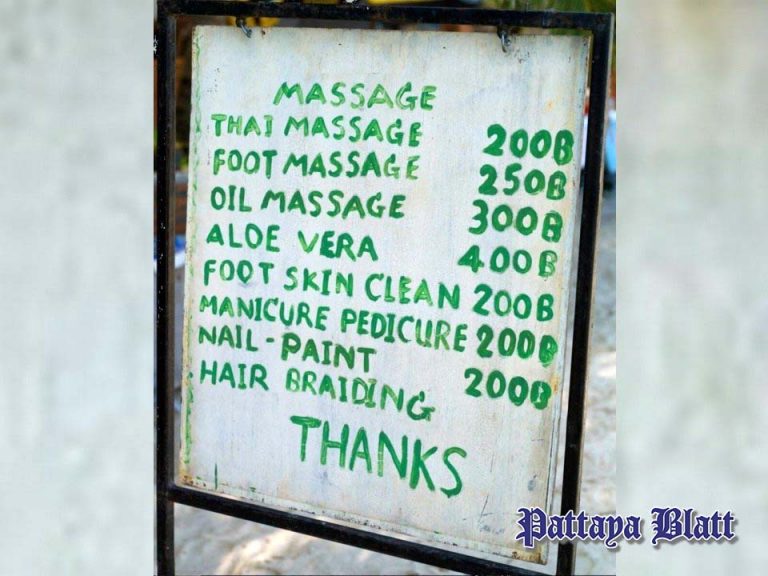 MASSAGE
THAI MASSAGE 200B
FOOT MASSAGE 250B
OIL MASSAGE 300B
ALOE VERA 400B
FOOT SKIN CLEAN 200B
MANICURE PEDICURE 200B
NAIL-PAINT 200B
HAIR BRAIDING
THANKS
Pattaya Blatt